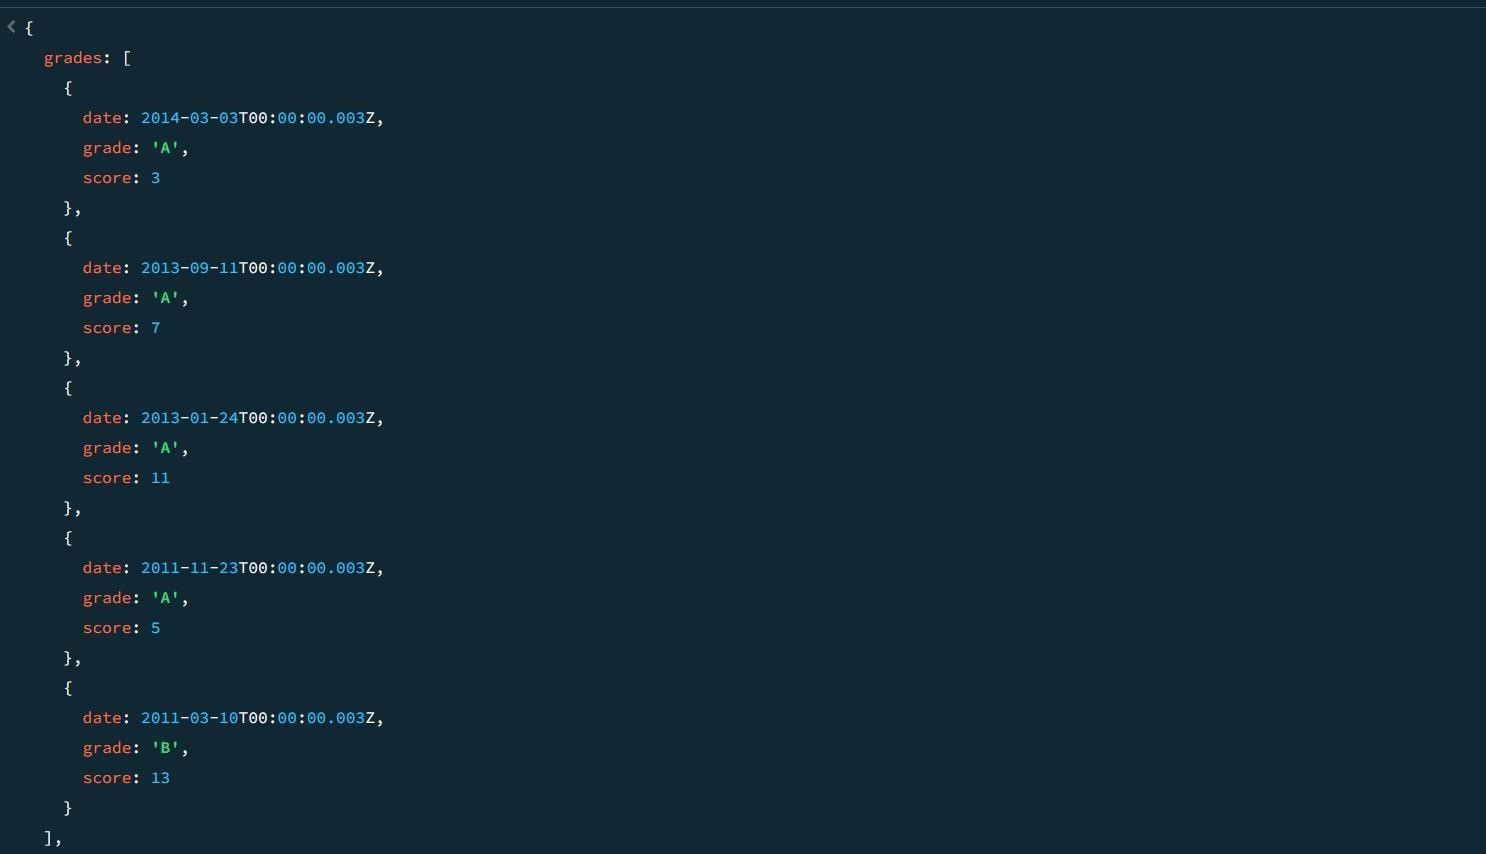 {
grades: [
{
date: 2014-03-03T00:00:00.003Z,
grade: 'A',
score: 3
},
{
date: 2013-09-11T00:00:00.003Z,
grade: 'A',
score: 7
},
{
date: 2013-01-24T00:00:00.003Z,
grade: 'A',
score: 11
},
{
date: 2011-11-23T00:00:00.003Z,
grade: 'A',
score: 5
},
{
date: 2011-03-10T00:00:00.003Z,
grade: 'B',
score: 13
}
],